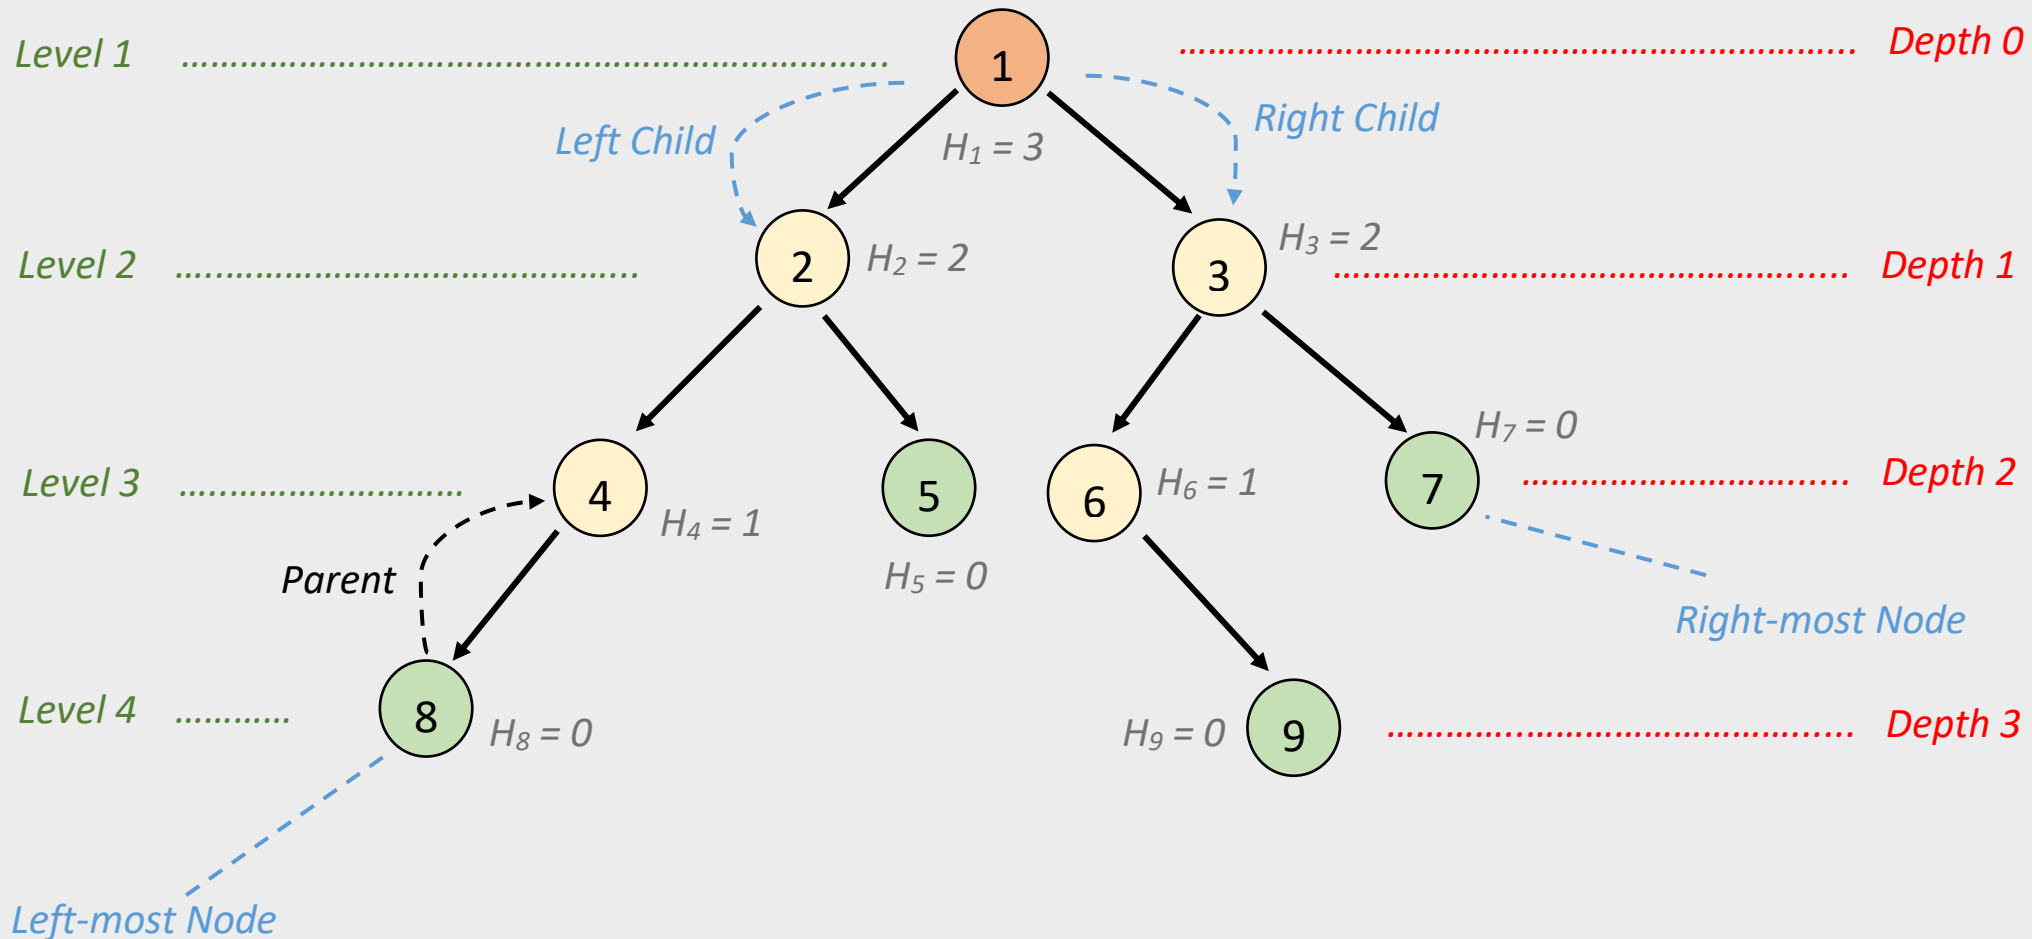 Level 1 ........................................................................ 1 ........................................................................ Depth 0
Left Child
Right Child
H1 = 3
Level 2 ................................................ 2 H2 = 2
3 H3 = 2 ...................................................... Depth 1
Level 3 ............................. 4 H4 = 1
5
H5 = 0
6 H6 = 1
7 H7 = 0 ................................... Depth 2
Parent
Right-most Node
Level 4 ............ 8 H8 = 0
H9 = 0 9 ................................................ Depth 3
Left-most Node